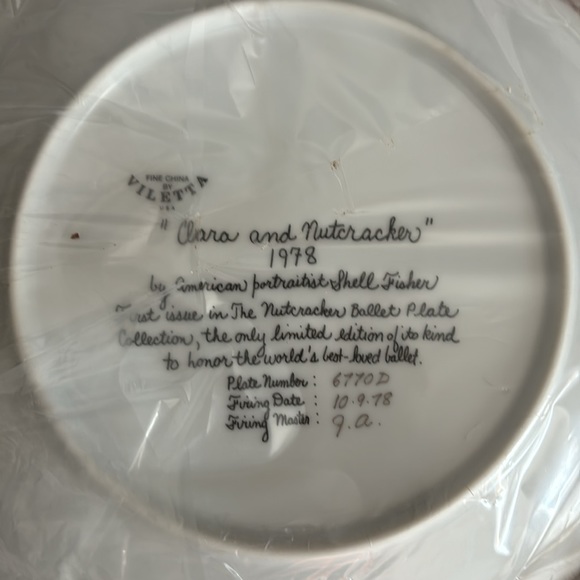 FINE CHINA
BY
VILETTA
U.S.A.
"Clara and Nutcracker"
1978
by American portraitist Shell Fisher
First issue in The Nutcracker Ballet Plate
Collection, the only limited edition of its kind
to honor the world's best-loved ballet.
Plate Number: 6770D
Firing Date: 10.9.78
Firing Master: J.A.